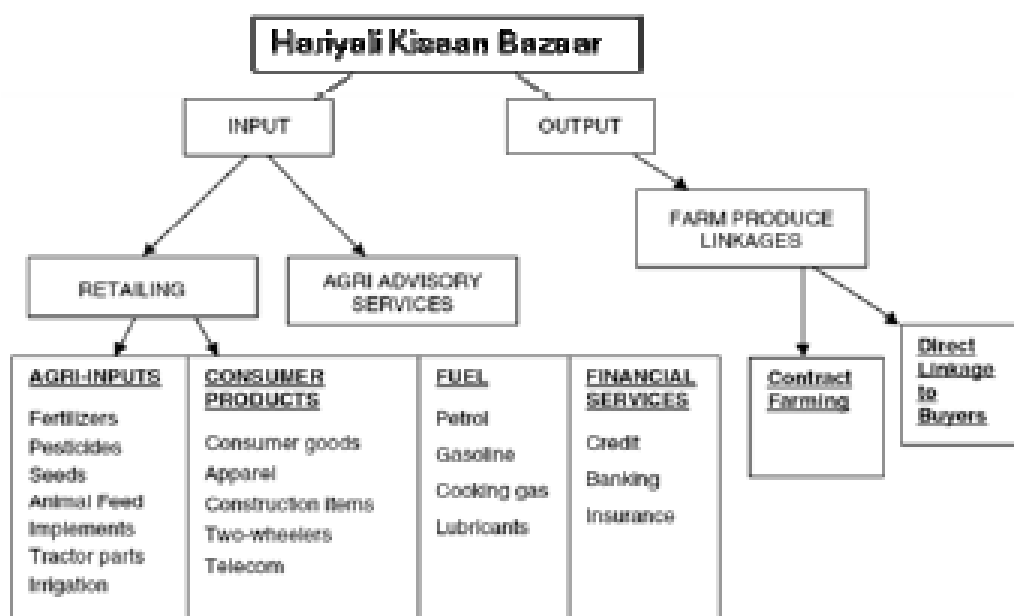 Hariyali Kisaan Bazaar
INPUT
OUTPUT
FARM PRODUCE
LINKAGES
RETAILING
AGRI ADVISORY
SERVICES
AGRI-INPUTS
Fertilizers
Pesticides
Seeds
Animal Feed
Implements
Tractor parts
Irrigation
CONSUMER
PRODUCTS
Consumer goods
Apparel
Construction items
Two-wheelers
Telecom
FUEL
Petrol
Gasoline
Cooking gas
Lubricants
FINANCIAL
SERVICES
Credit
Banking
Insurance
Contract
Farming
Direct
Linkage
to
Buyers